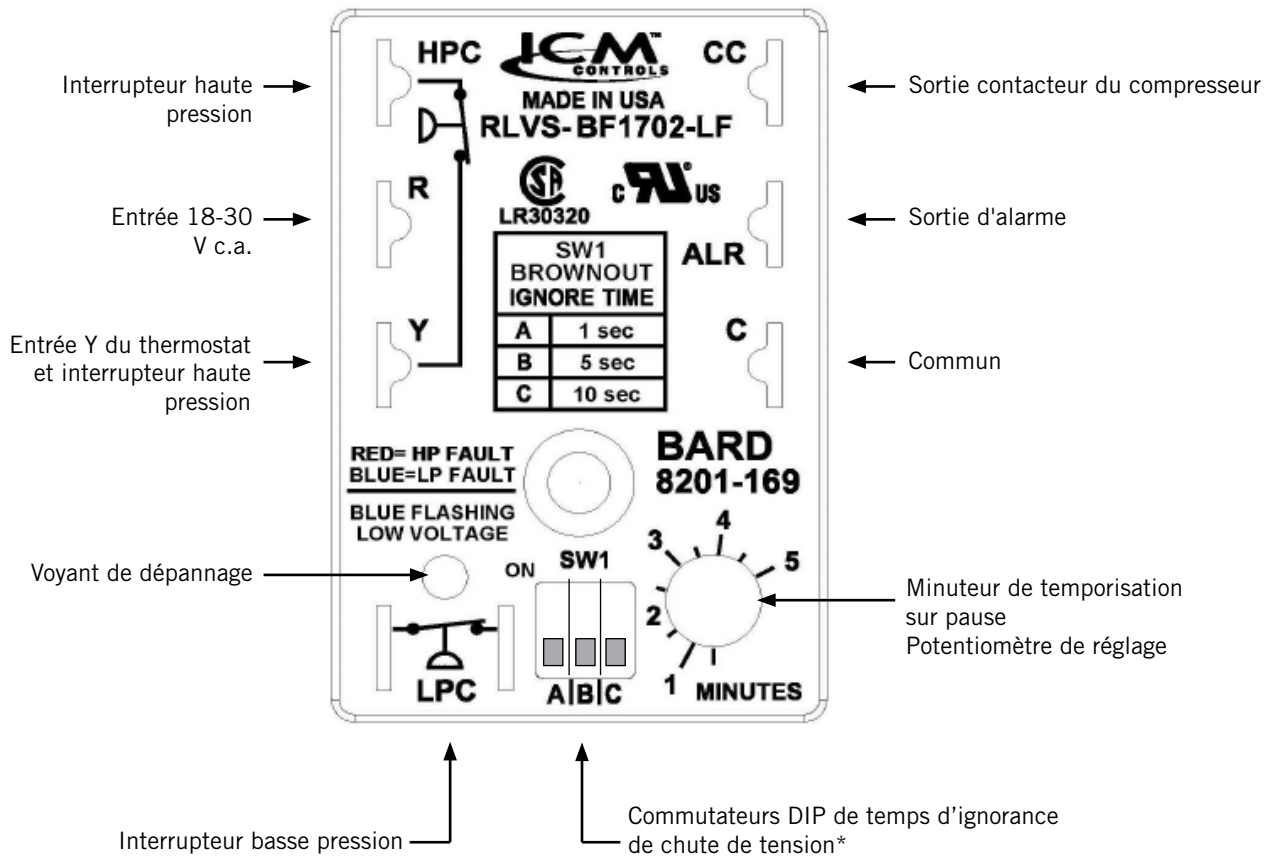 HPC
ICM™
CONTROLS
CC
MADE IN USA
RLVS-BF1702-LF
Interrupteur haute
pression
Sortie contacteur du compresseur
R
SA
LR30320
C RU® US
Entrée 18-30
V c.a.
Sortie d'alarme
ALR
SW1
BROWNOUT
IGNORE TIME
A 1 sec
B 5 sec
C 10 sec
Y
C
Entrée Y du thermostat
et interrupteur haute
pression
Commun
RED= HP FAULT
BLUE=LP FAULT
BLUE FLASHING
LOW VOLTAGE
BARD
8201-169
Voyant de dépannage
ON
SW1
A|B|C
LPC
1
2
3
4
5
MINUTES
Minuteur de temporisation
sur pause
Potentiomètre de réglage
Interrupteur basse pression
Commutateurs DIP de temps d’ignorance
de chute de tension*